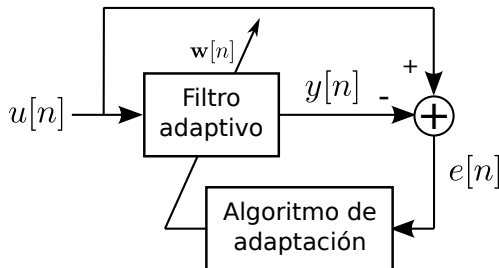 w[n]
+
Filtro
adaptivo
u[n]
y[n]
-
+
e[n]
Algoritmo de
adaptación